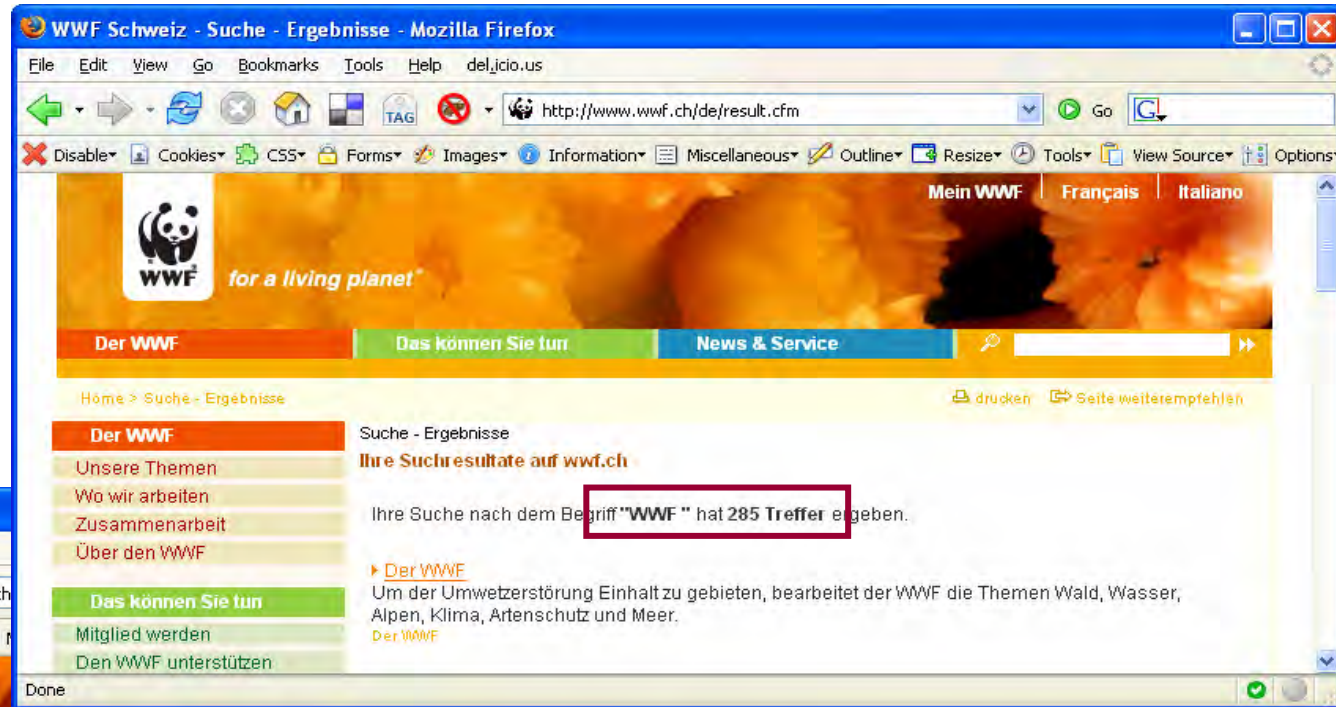 WWF Schweiz - Suche - Ergebnisse - Mozilla Firefox
File Edit View Go Bookmarks Tools Help del.icio.us
TAG http://www.wwf.ch/de/result.cfm Go G
Disable Cookies CSS Forms Images Information Miscellaneous Outline Resize Tools View Source Options
Mein WWF Français Italiano
WWF for a living planet
Der WWF Das können Sie tun News & Service
Home > Suche - Ergebnisse drucken Seite weiterempfehlen
Der WWF
Unsere Themen
Wo wir arbeiten
Zusammenarbeit
Über den WWF
Das können Sie tun
Mitglied werden
Den WWF unterstützen
Suche - Ergebnisse
Ihre Suchresultate auf wwf.ch
Ihre Suche nach dem Begriff "WWF " hat 285 Treffer ergeben.
Der WWF
Um der Umwetzerstörung Einhalt zu gebieten, bearbeitet der WWF die Themen Wald, Wasser,
Alpen, Klima, Artenschutz und Meer.
Der WWF
Done